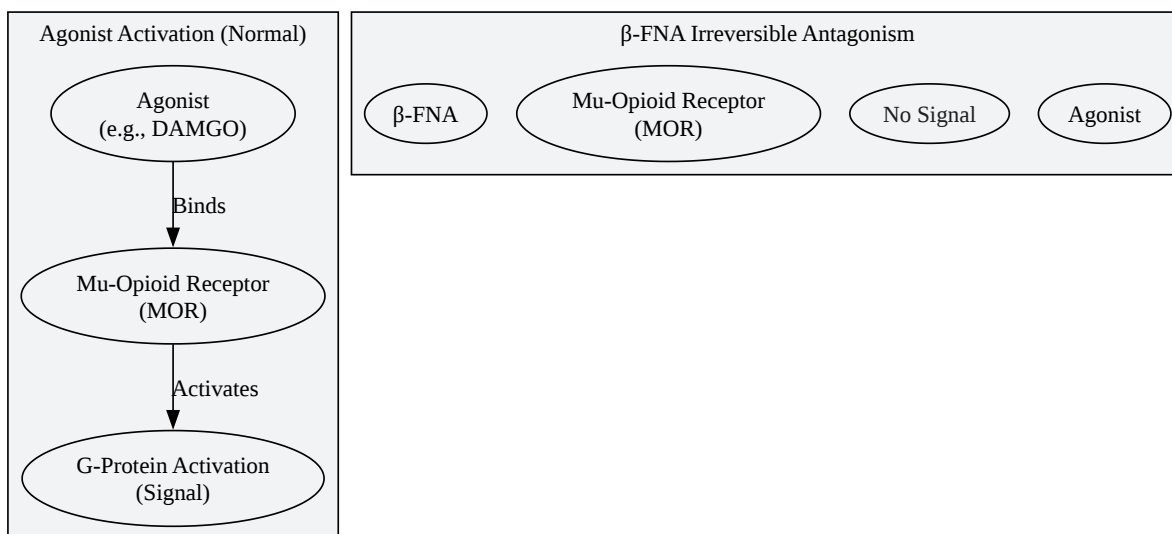 Agonist Activation (Normal)
Agonist
(e.g., DAMGO)
Binds
Mu-Opioid Receptor
(MOR)
Activates
G-Protein Activation
(Signal)
β-FNA Irreversible Antagonism
β-FNA
Mu-Opioid Receptor
(MOR)
No Signal
Agonist